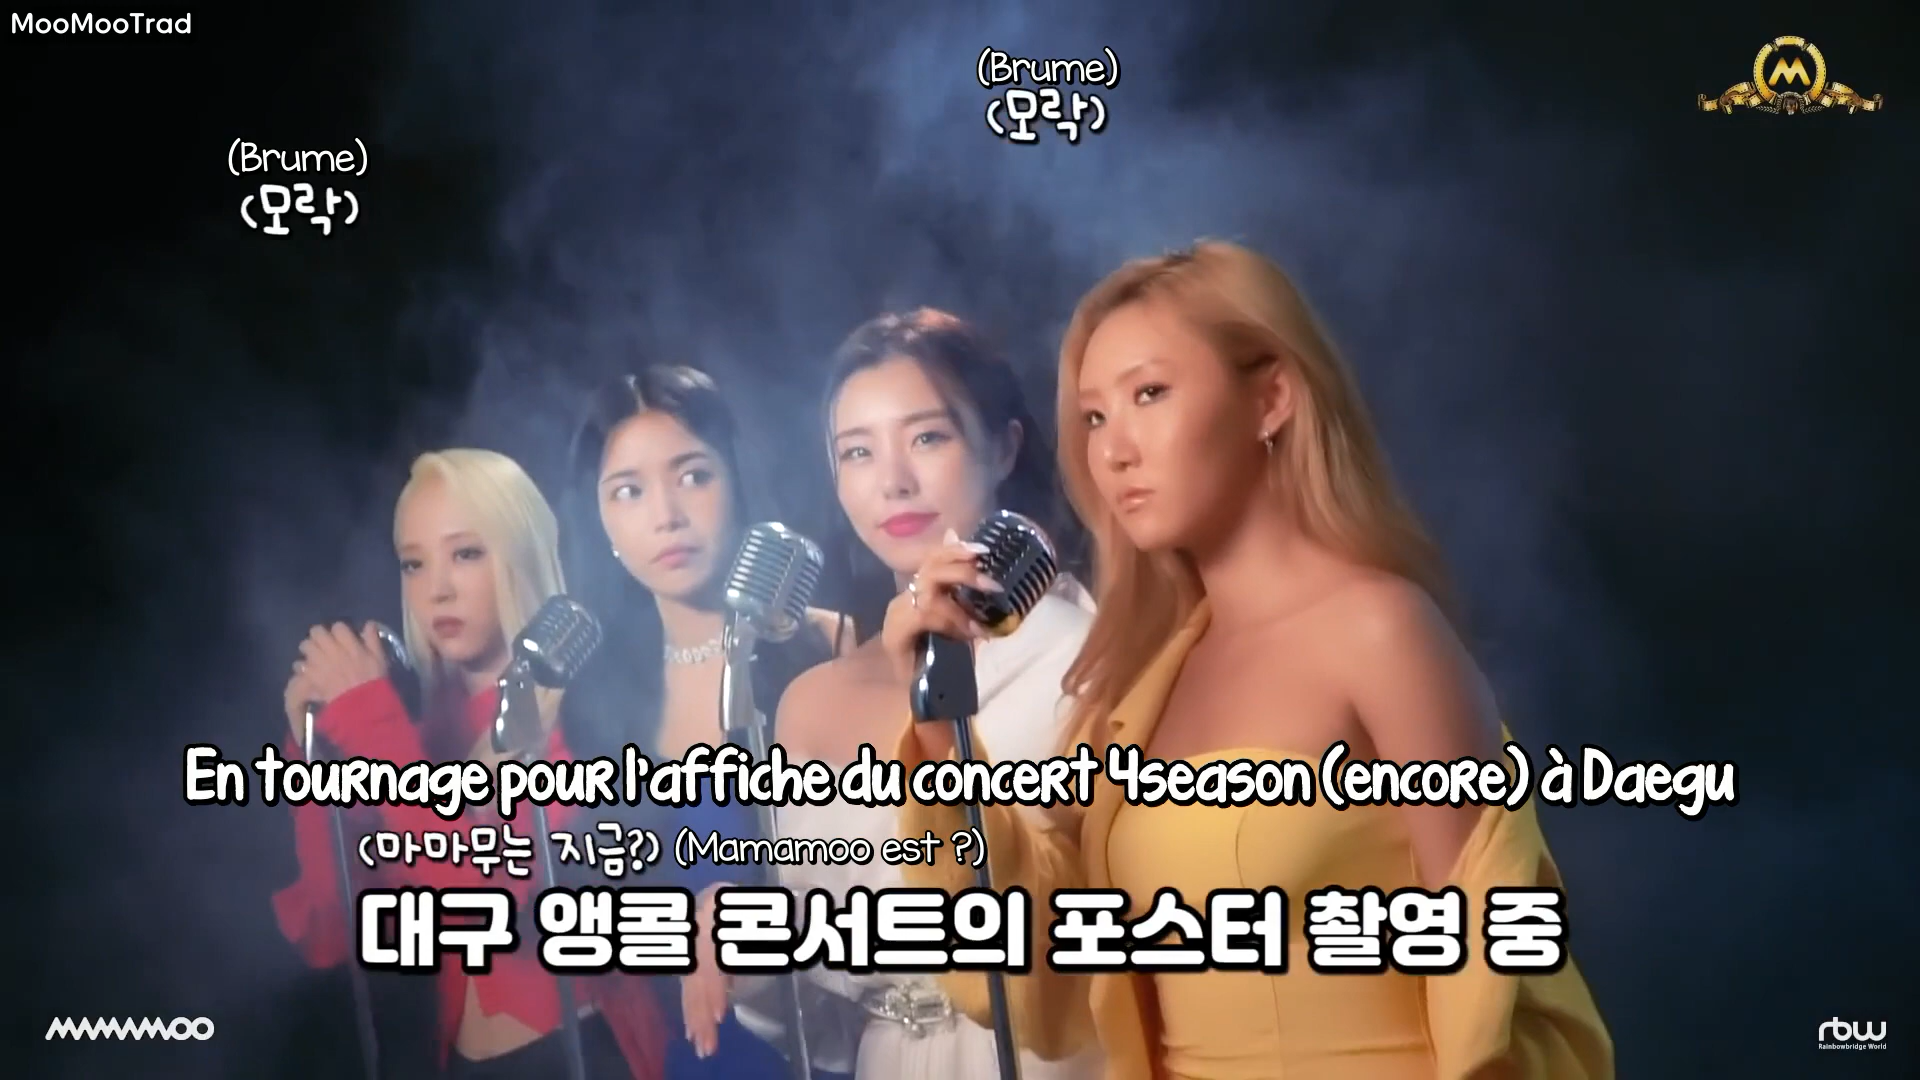 MooMooTrad
(Brume)
(모락)
(Brume)
(모락)
M
En tournage pour l'affiche du concert 4season (encore) à Daegu
(마마무는 지금?) (Mamamoo est ?)
대구 앵콜 콘서트의 포스터 촬영 중
MAMAMOO
rbw
Rainbowbridge World